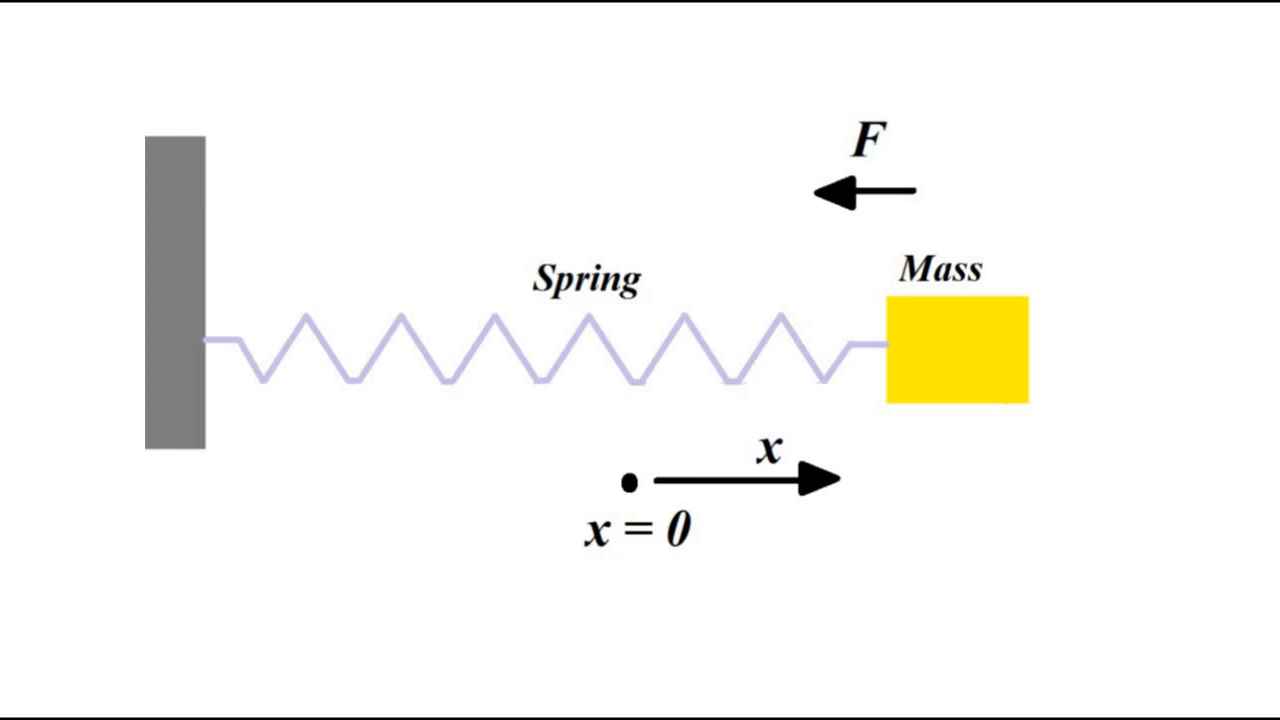 F
Mass
Spring
x
x = 0